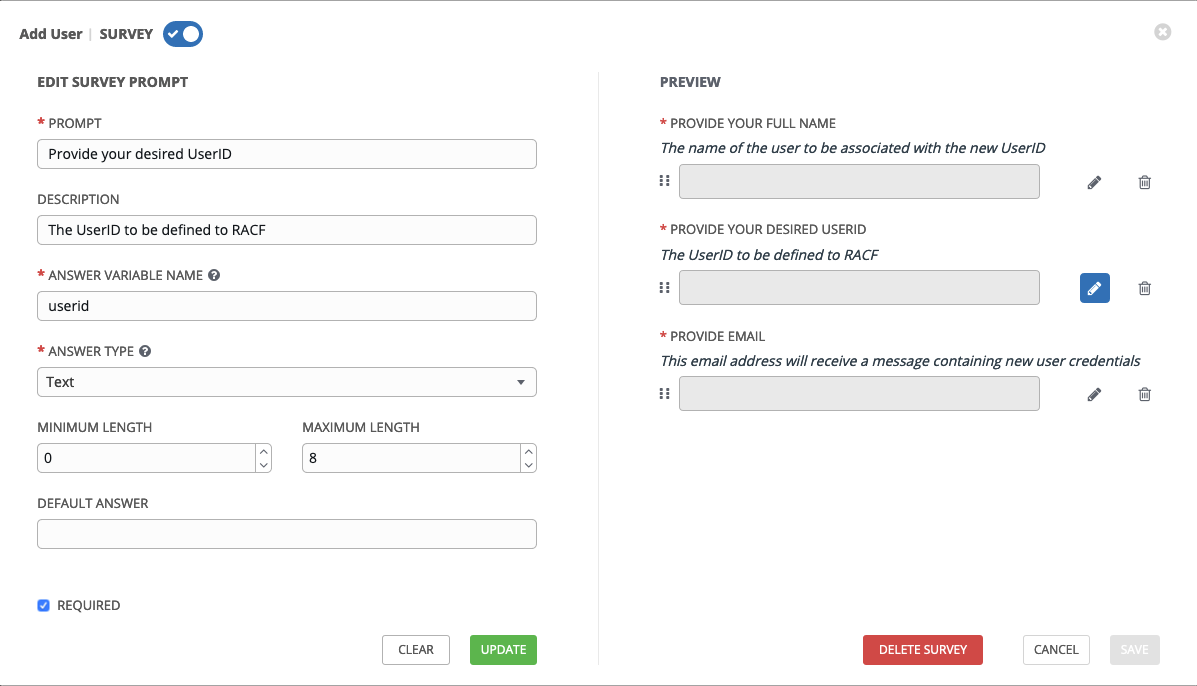 Add User | SURVEY
EDIT SURVEY PROMPT
* PROMPT
Provide your desired UserID
DESCRIPTION
The UserID to be defined to RACF
* ANSWER VARIABLE NAME ?
userid
* ANSWER TYPE ?
Text
MINIMUM LENGTH MAXIMUM LENGTH
0 8
DEFAULT ANSWER
REQUIRED
CLEAR UPDATE
PREVIEW
* PROVIDE YOUR FULL NAME
The name of the user to be associated with the new UserID
* PROVIDE YOUR DESIRED USERID
The UserID to be defined to RACF
* PROVIDE EMAIL
This email address will receive a message containing new user credentials
DELETE SURVEY CANCEL SAVE